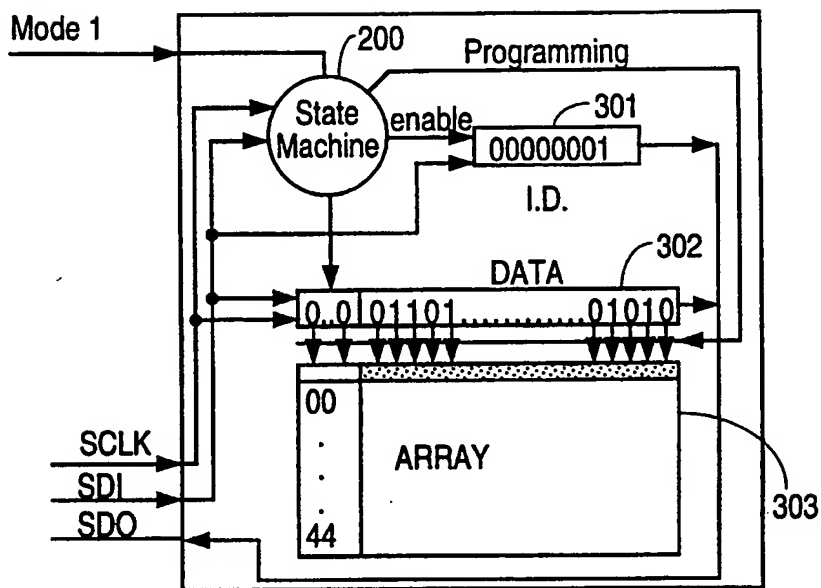 Mode 1
200
Programming
State
Machine
enable
301
00000001
I.D.
DATA
302
0..0 01101..............01010
00
.
.
.
44
ARRAY
SCLK
SDI
SDO
303